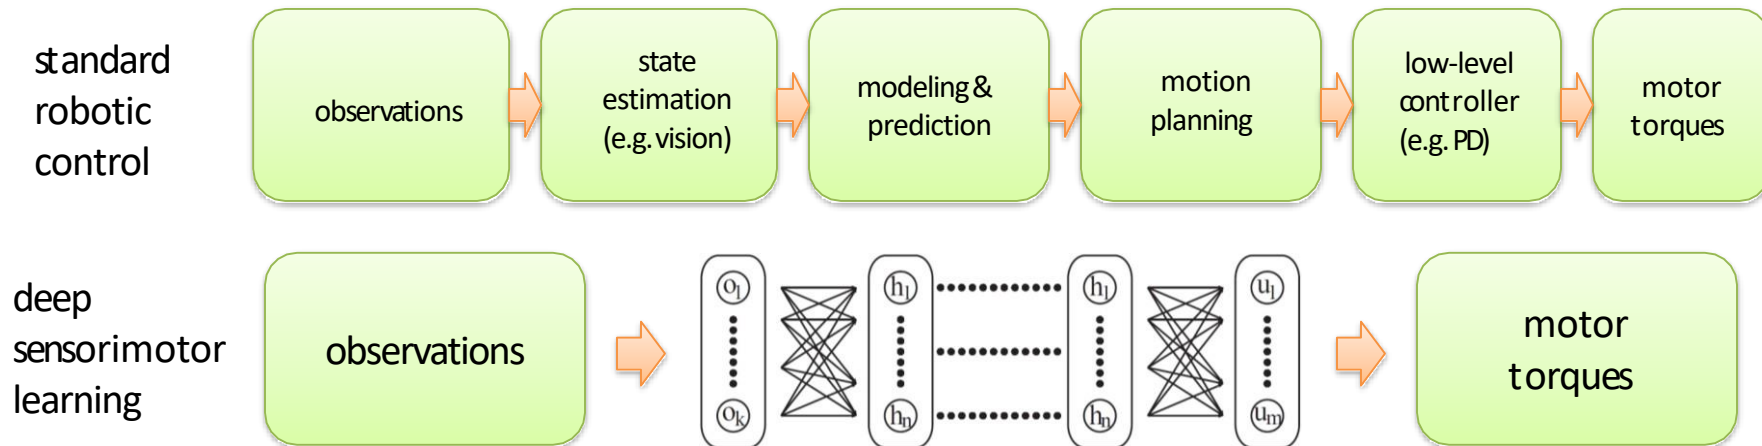 standard
robotic
control
observations
state
estimation
(e.g. vision)
modeling &
prediction
motion
planning
low-level
controller
(e.g. PD)
motor
torques
deep
sensorimotor
learning
observations
o₁
oₖ
h₁
hₙ
h₁
hₙ
u₁
uₘ
motor
torques